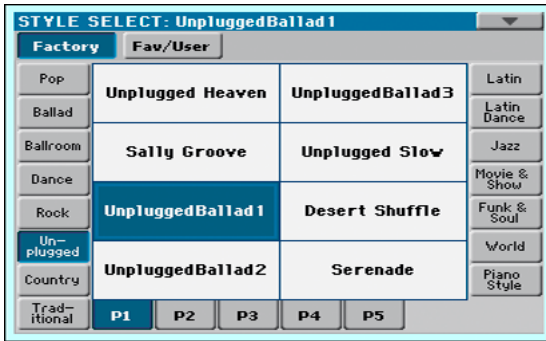 STYLE SELECT: UnpluggedBallad1
Factory Fav/User
Pop
Ballad
Ballroom
Dance
Rock
Un-
plugged
Country
Trad-
itional
Unplugged Heaven UnpluggedBallad3
Sally Groove Unplugged Slow
UnpluggedBallad1 Desert Shuffle
UnpluggedBallad2 Serenade
P1 P2 P3 P4 P5
Latin
Latin
Dance
Jazz
Movie &
Show
Funk &
Soul
World
Piano
Style